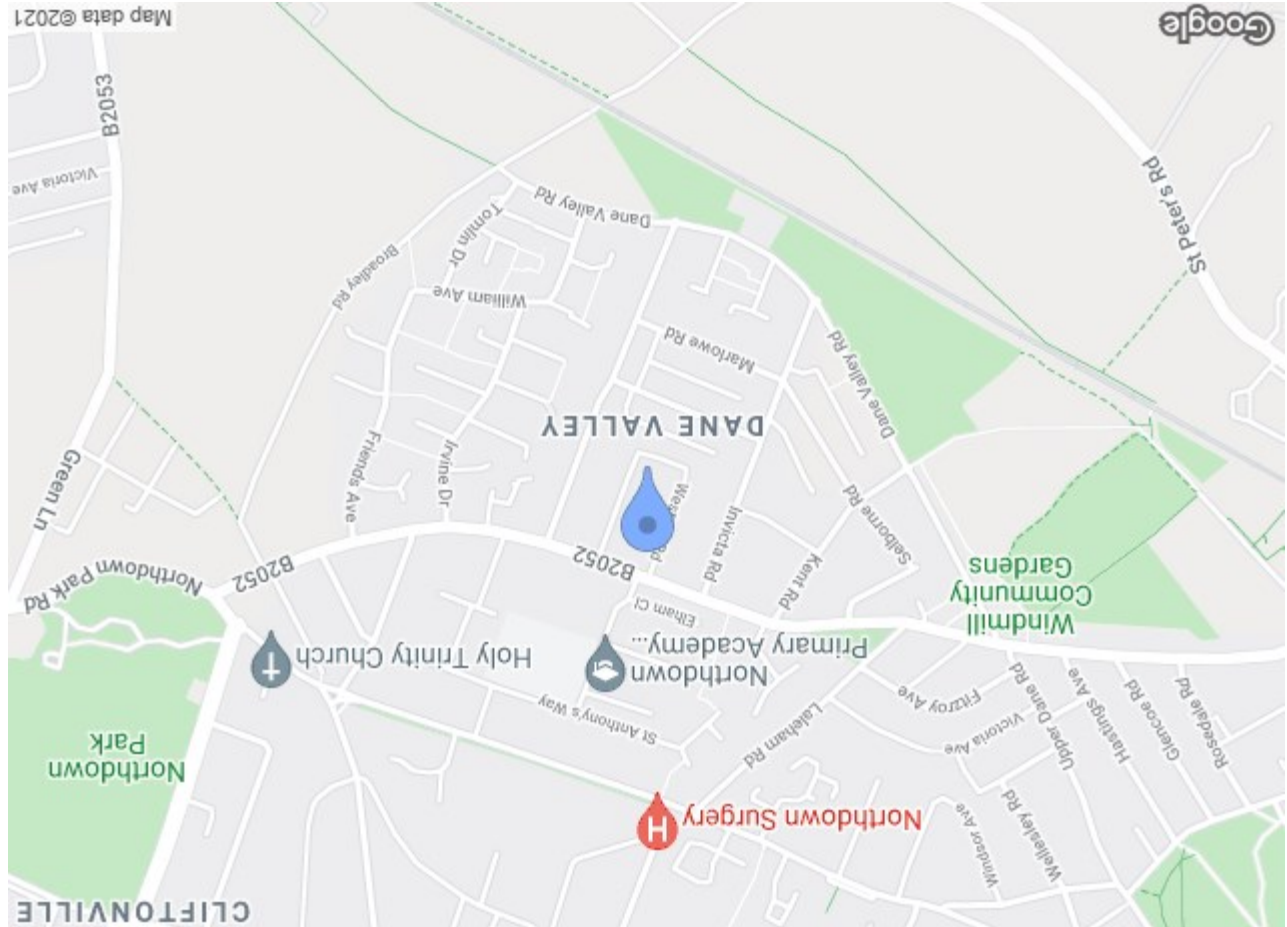 CLIFTONVILLE
Windsor Ave
Wellesley Rd
Northdown Surgery
Northdown
Park
Rosedale Rd
Glencoe Rd
Hastings Ave
Upper Dane Rd
Victoria Ave
Fitzroy Ave
Laleham Rd
St Anthony's Way
Northdown
Primary Academy...
Holy Trinity Church
Windmill
Community
Gardens
Elham Cl
B2052
B2052
Northdown Park Rd
Kent Rd
Invicta Rd
Rd
Selborne Rd
Irvine Dr
Friends Ave
Green Ln
DANE VALLEY
Dane Valley Rd
Marlowe Rd
William Ave
Broadley Rd
Tomlin Dr
Dane Valley Rd
St Peter's Rd
Victoria Ave
B2053
Google
Map data ©2021